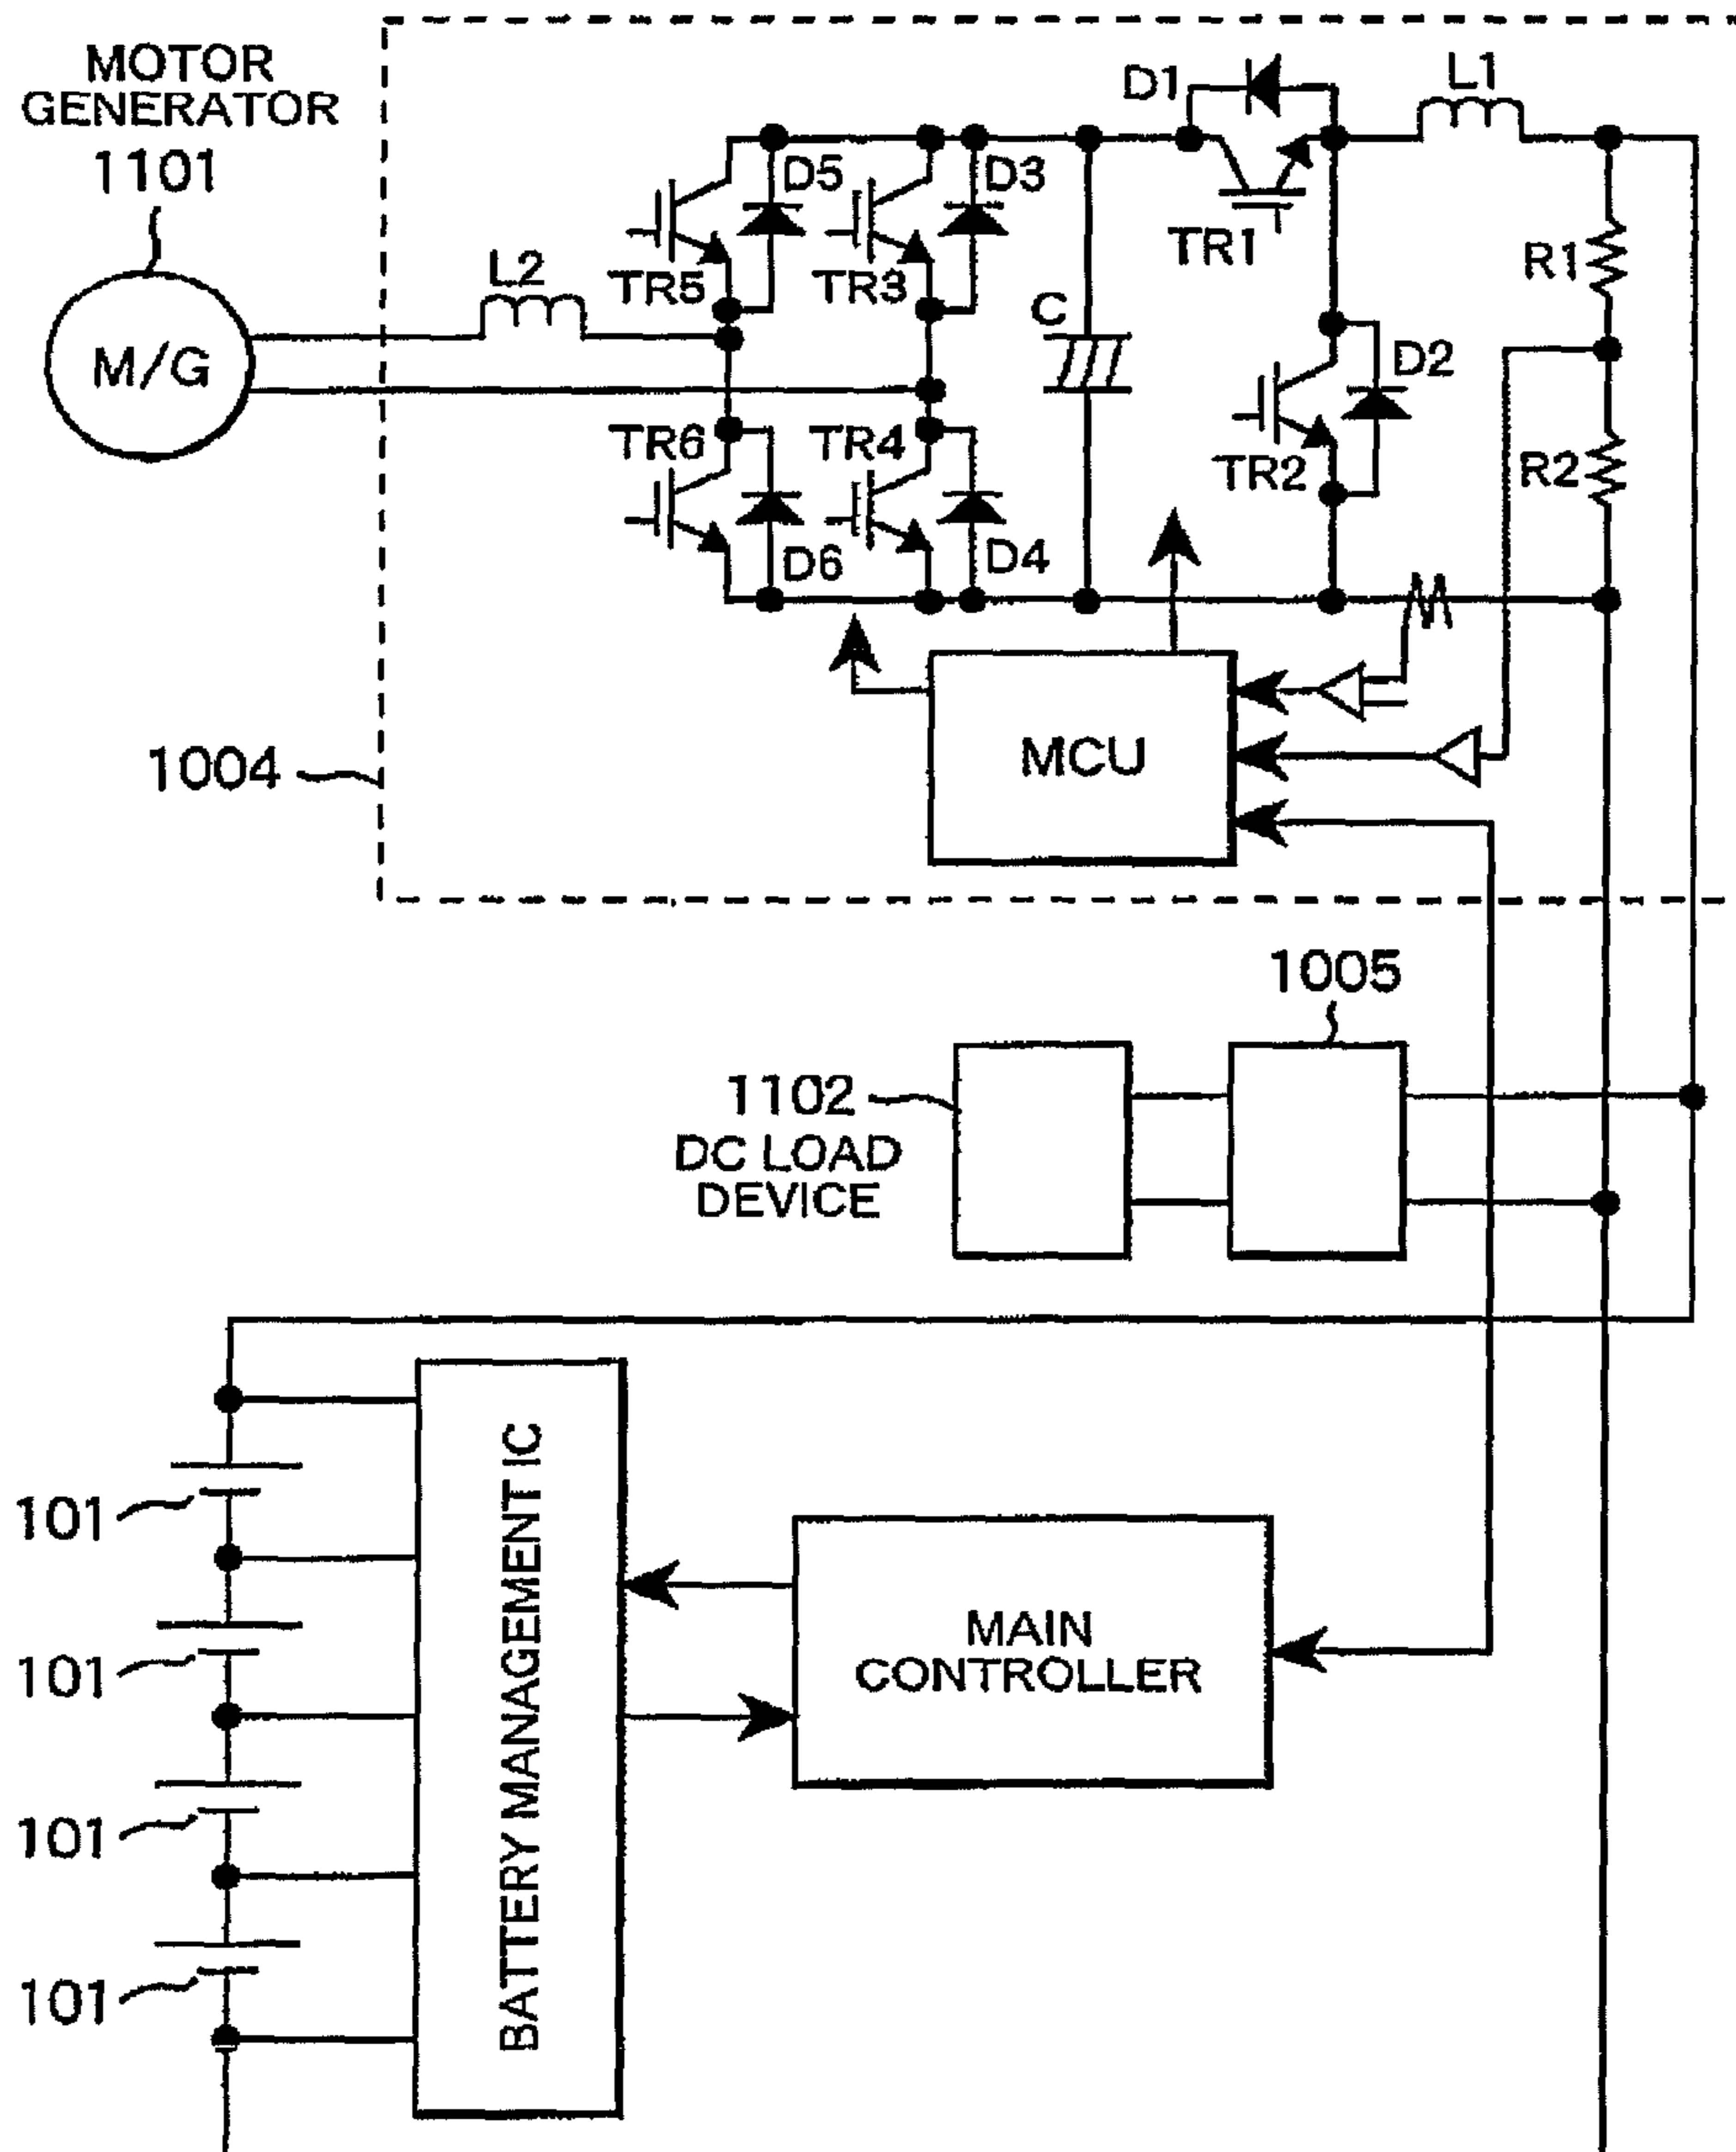 MOTOR
GENERATOR
1101
M/G
L2
D1
L1
D5
D3
TR1
R1
TR5
TR3
C
D2
TR6
TR4
TR2
R2
D6
D4
MCU
1004
1005
1102
DC LOAD
DEVICE
101
101
101
101
BATTERY MANAGEMENT IC
MAIN
CONTROLLER